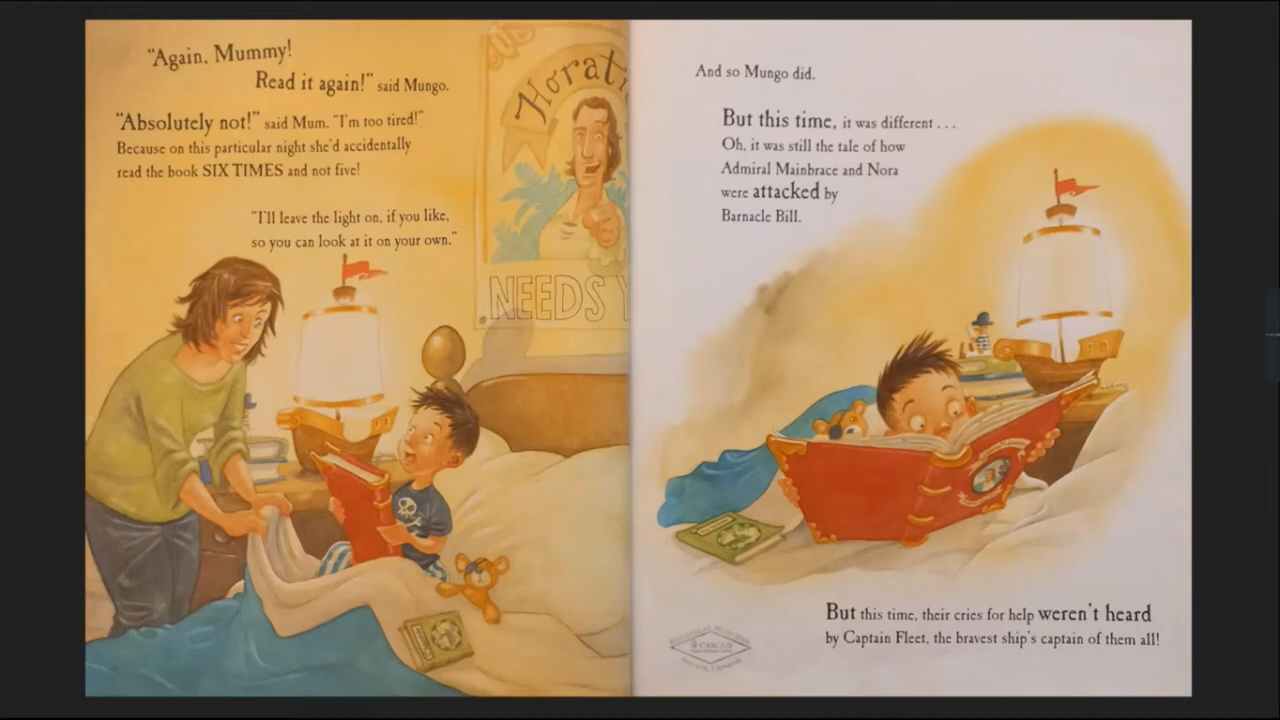 "Again, Mummy!
Read it again!" said Mungo.
"Absolutely not!" said Mum. "I'm too tired!"
Because on this particular night she'd accidentally
read the book SIX TIMES and not five!
"I'll leave the light on, if you like,
so you can look at it on your own."
Horati
NEEDS Y
And so Mungo did.
But this time, it was different . . .
Oh, it was still the tale of how
Admiral Mainbrace and Nora
were attacked by
Barnacle Bill.
But this time, their cries for help weren't heard
by Captain Fleet, the bravest ship's captain of them all!